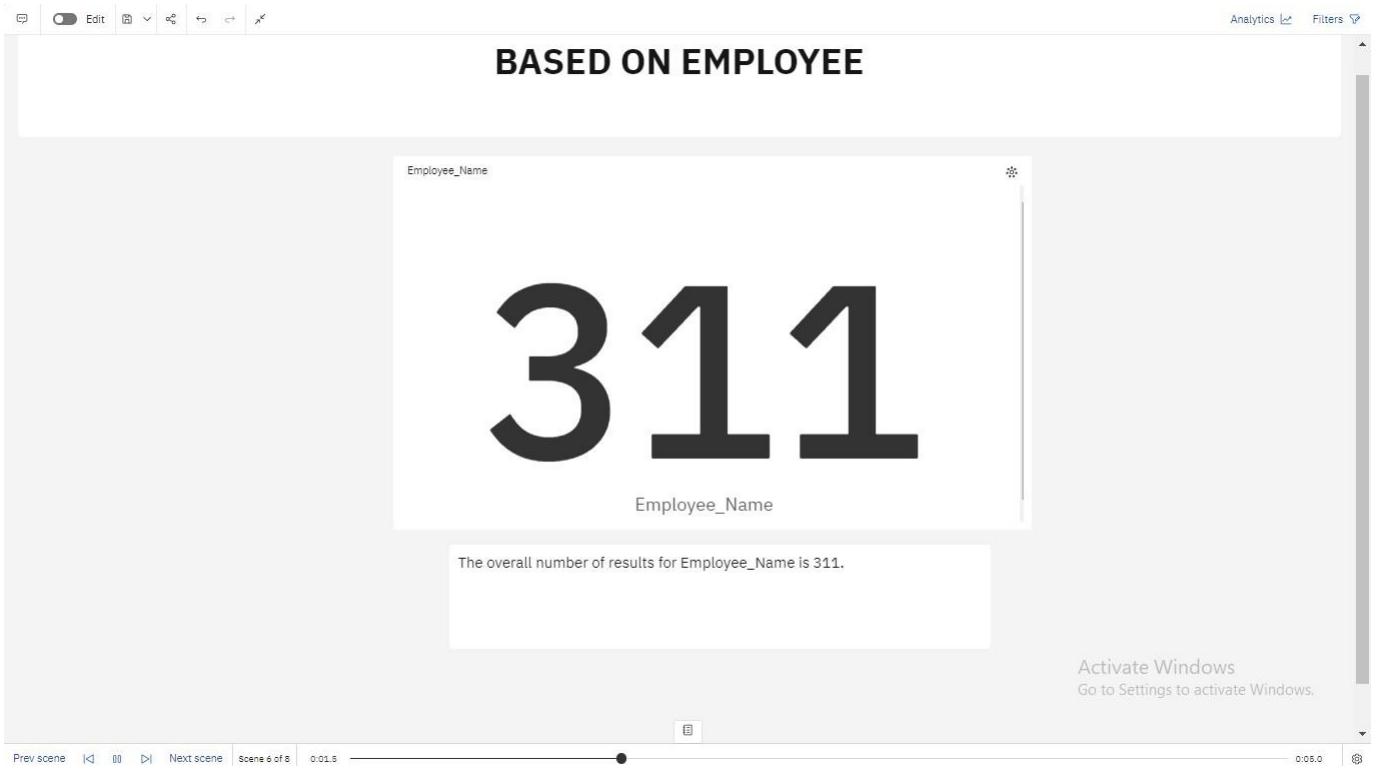 Edit
Analytics
Filters
BASED ON EMPLOYEE
Employee_Name
311
Employee_Name
The overall number of results for Employee_Name is 311.
Activate Windows
Go to Settings to activate Windows.
Prev scene
Next scene
Scene 6 of 8
0:01.5
0:05.0